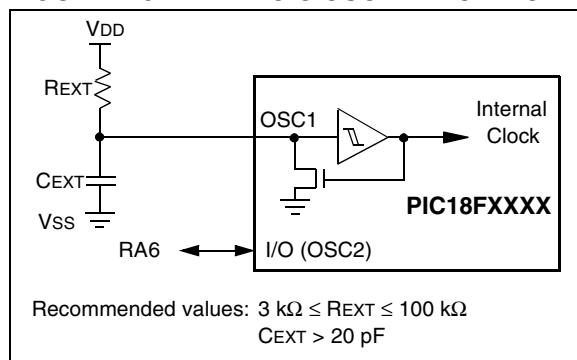 VDD
REXT
OSC1
Internal
Clock
CEXT
PIC18FXXXX
VSS
RA6
I/O (OSC2)
Recommended values: 3 kΩ ≤ REXT ≤ 100 kΩ
CEXT > 20 pF